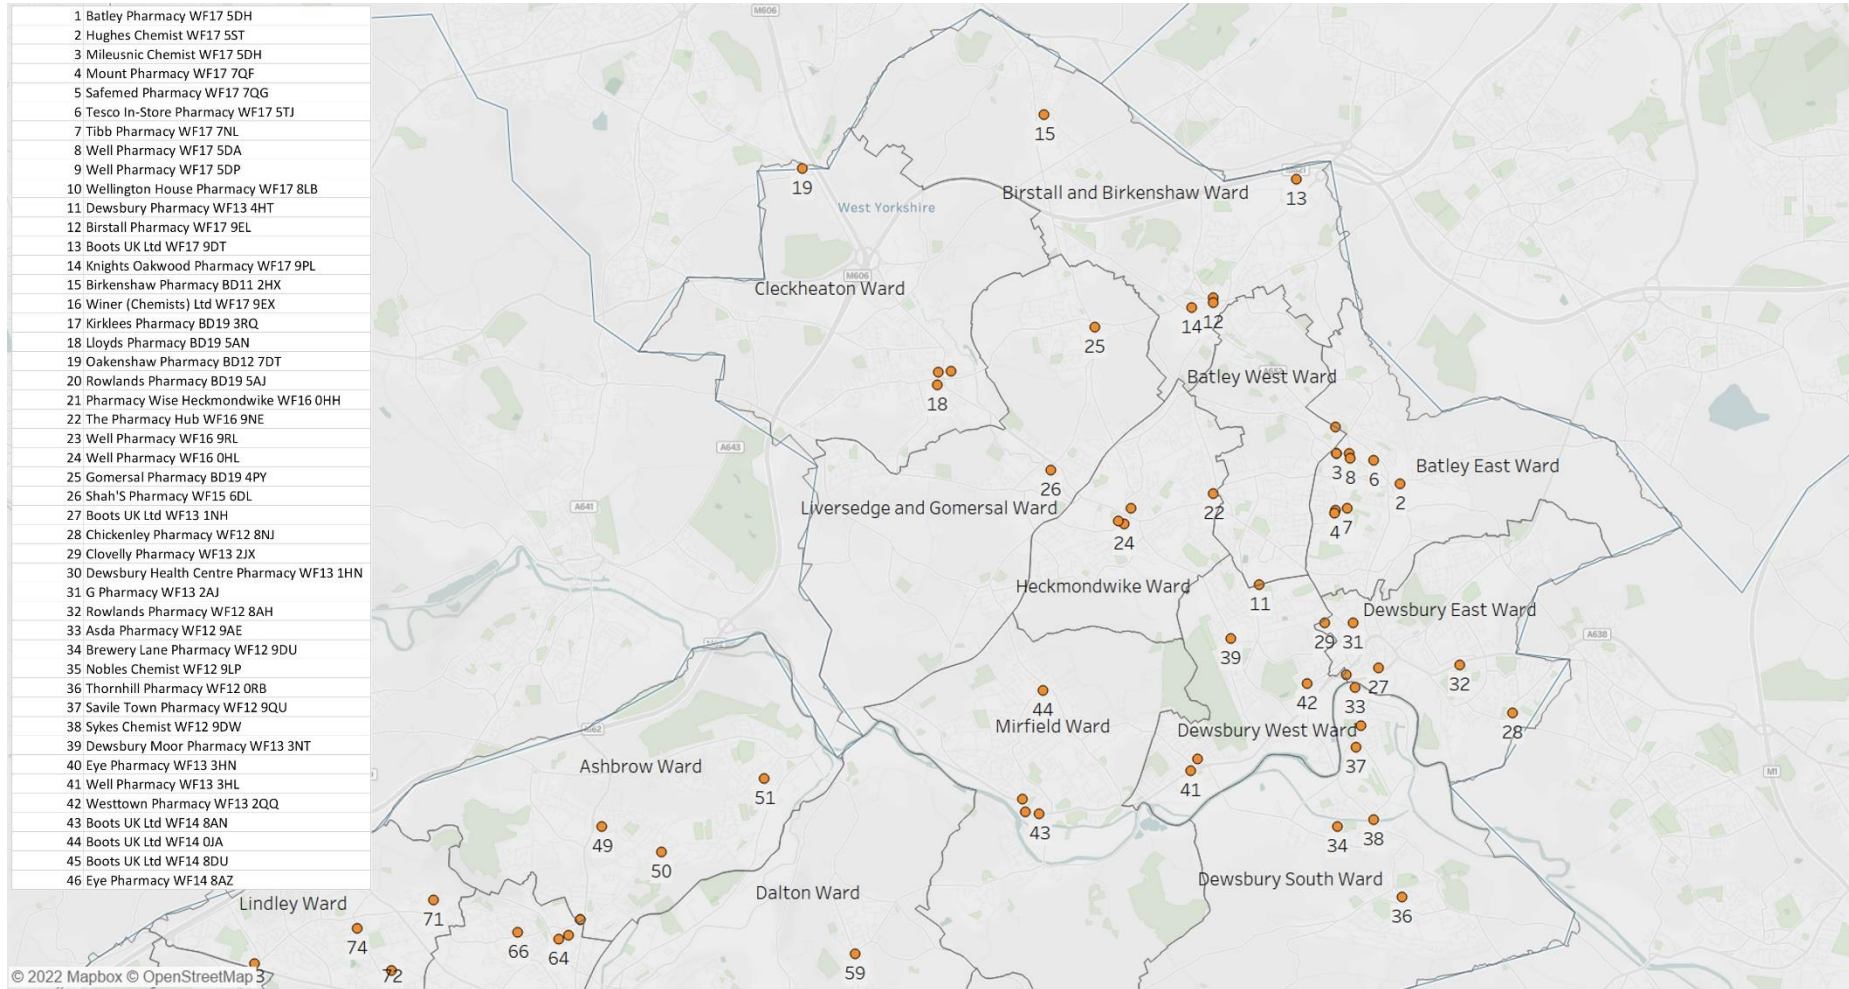 1 Batley Pharmacy WF17 5DH
2 Hughes Chemist WF17 5ST
3 Mileusnic Chemist WF17 5DH
4 Mount Pharmacy WF17 7QF
5 Safemed Pharmacy WF17 7QG
6 Tesco In-Store Pharmacy WF17 5TJ
7 Tibb Pharmacy WF17 7NL
8 Well Pharmacy WF17 5DA
9 Well Pharmacy WF17 5DP
10 Wellington House Pharmacy WF17 8LB
11 Dewsbury Pharmacy WF13 4HT
12 Birstall Pharmacy WF17 9EL
13 Boots UK Ltd WF17 9DT
14 Knights Oakwood Pharmacy WF17 9PL
15 Birkenshaw Pharmacy BD11 2HX
16 Winer (Chemists) Ltd WF17 9EX
17 Kirklees Pharmacy BD19 3RQ
18 Lloyds Pharmacy BD19 5AN
19 Oakenshaw Pharmacy BD12 7DT
20 Rowlands Pharmacy BD19 5AJ
21 Pharmacy Wise Heckmondwike WF16 0HH
22 The Pharmacy Hub WF16 9NE
23 Well Pharmacy WF16 9RL
24 Well Pharmacy WF16 0HL
25 Gomersal Pharmacy BD19 4PY
26 Shah'S Pharmacy WF15 6DL
27 Boots UK Ltd WF13 1NH
28 Chickenley Pharmacy WF12 8NJ
29 Clovelly Pharmacy WF13 2JX
30 Dewsbury Health Centre Pharmacy WF13 1HN
31 G Pharmacy WF13 2AJ
32 Rowlands Pharmacy WF12 8AH
33 Asda Pharmacy WF12 9AE
34 Brewery Lane Pharmacy WF12 9DU
35 Nobles Chemist WF12 9LP
36 Thornhill Pharmacy WF12 0RB
37 Savile Town Pharmacy WF12 9QU
38 Sykes Chemist WF12 9DW
39 Dewsbury Moor Pharmacy WF13 3NT
40 Eye Pharmacy WF13 3HN
41 Well Pharmacy WF13 3HL
42 Westtown Pharmacy WF13 2QQ
43 Boots UK Ltd WF14 8AN
44 Boots UK Ltd WF14 0JA
45 Boots UK Ltd WF14 8DU
46 Eye Pharmacy WF14 8AZ
M606
15
19
Birstall and Birkenshaw Ward
13
West Yorkshire
M606
Cleckheaton Ward
14 12
25
Batley West Ward
18
A643
3 8 6
Batley East Ward
26
2
22
A641
Liversedge and Gomersal Ward
4 7
24
Heckmondwike Ward
11
Dewsbury East Ward
29 31
A638
39
27
32
42
44
33
Mirfield Ward
Dewsbury West Ward
28
A62
37
Ashbrow Ward
M1
41
51
43
34 38
49
50
Dewsbury South Ward
Dalton Ward
Lindley Ward
71
36
74
66 64
59
72
3
© 2022 Mapbox © OpenStreetMap